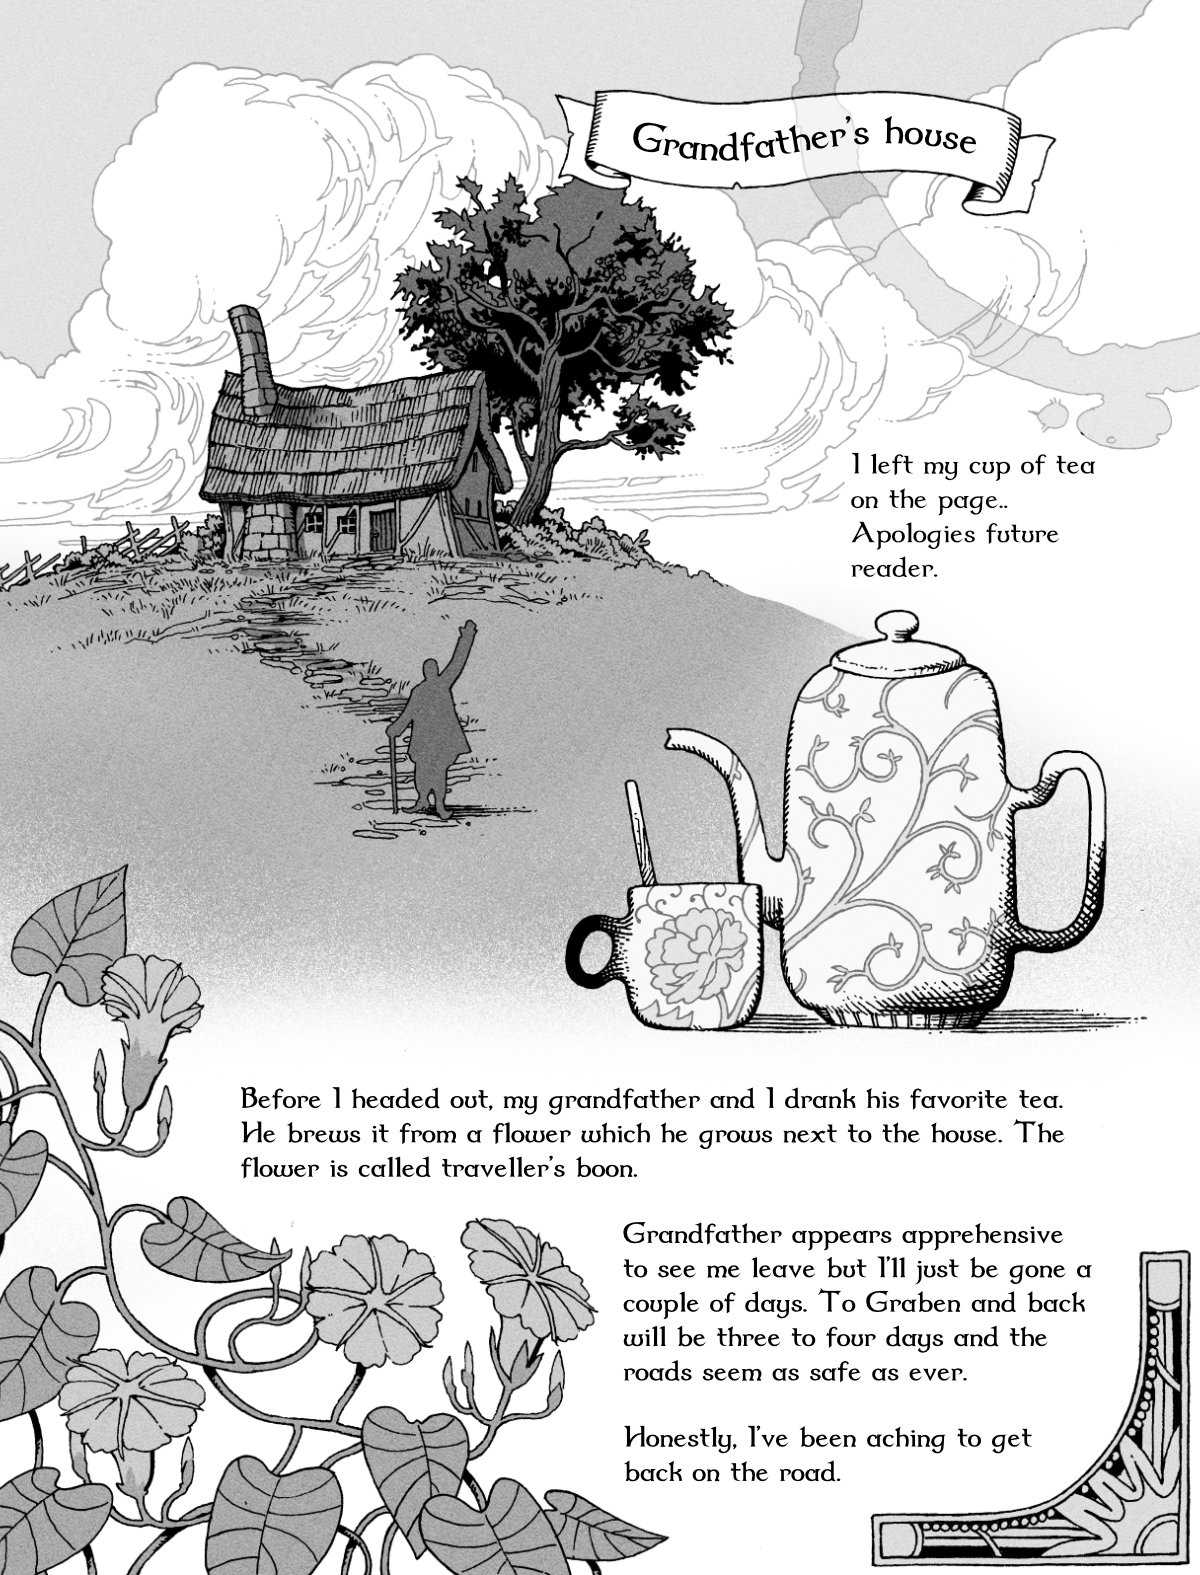 Grandfather's house
I left my cup of tea
on the page..
Apologies future
reader.
Before I headed out, my grandfather and I drank his favorite tea.
He brews it from a flower which he grows next to the house. The
flower is called traveller's boon.
Grandfather appears apprehensive
to see me leave but I'll just be gone a
couple of days. To Graben and back
will be three to four days and the
roads seem as safe as ever.
Honestly, I've been aching to get
back on the road.